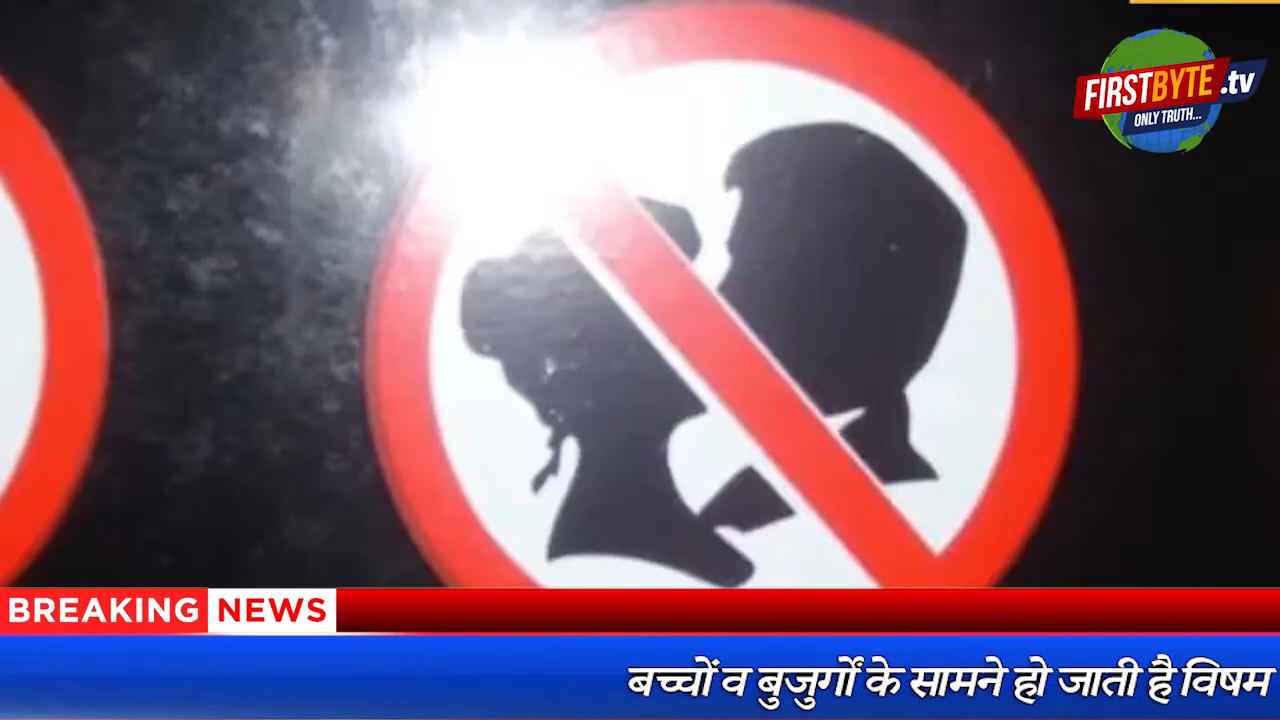 FIRSTBYTE.tv
ONLY TRUTH...
BREAKING NEWS
बच्चों व बुजुर्गों के सामने हो जाती है विषम